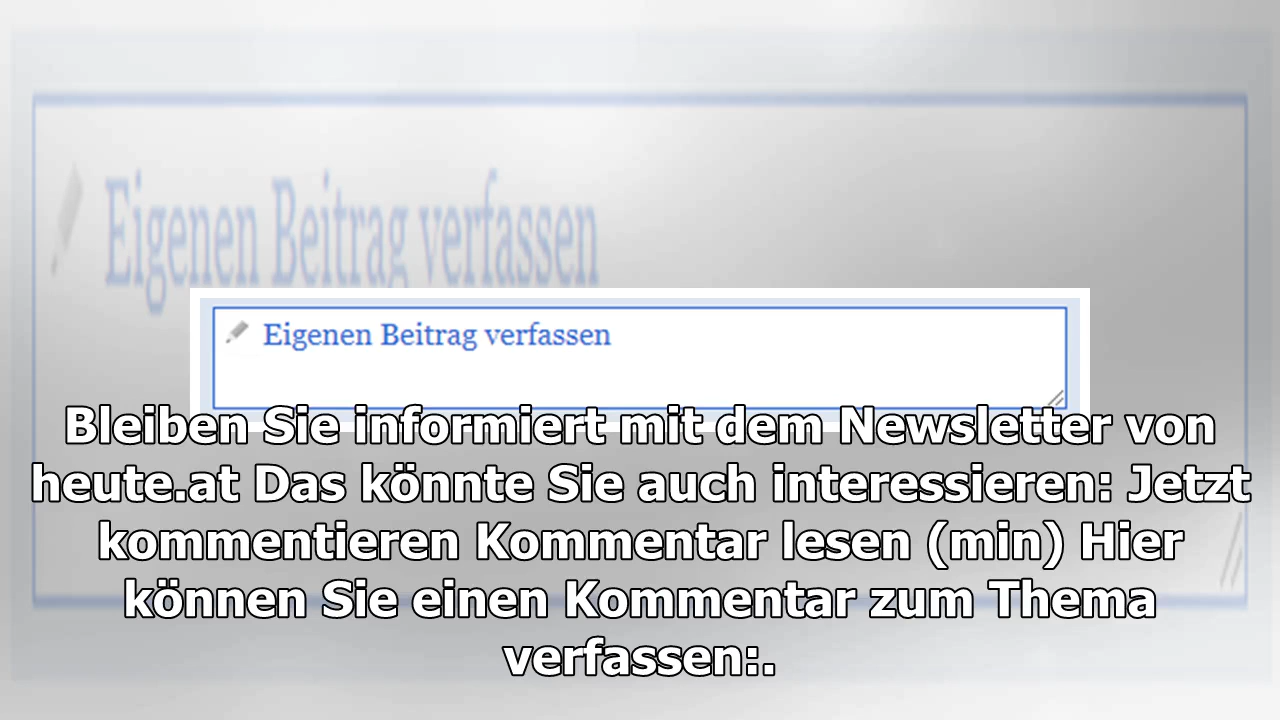 Eigenen Beitrag verfassen
Eigenen Beitrag verfassen
Bleiben Sie informiert mit dem Newsletter von
heute.at Das könnte Sie auch interessieren: Jetzt
kommentieren Kommentar lesen (min) Hier
können Sie einen Kommentar zum Thema
verfassen:.